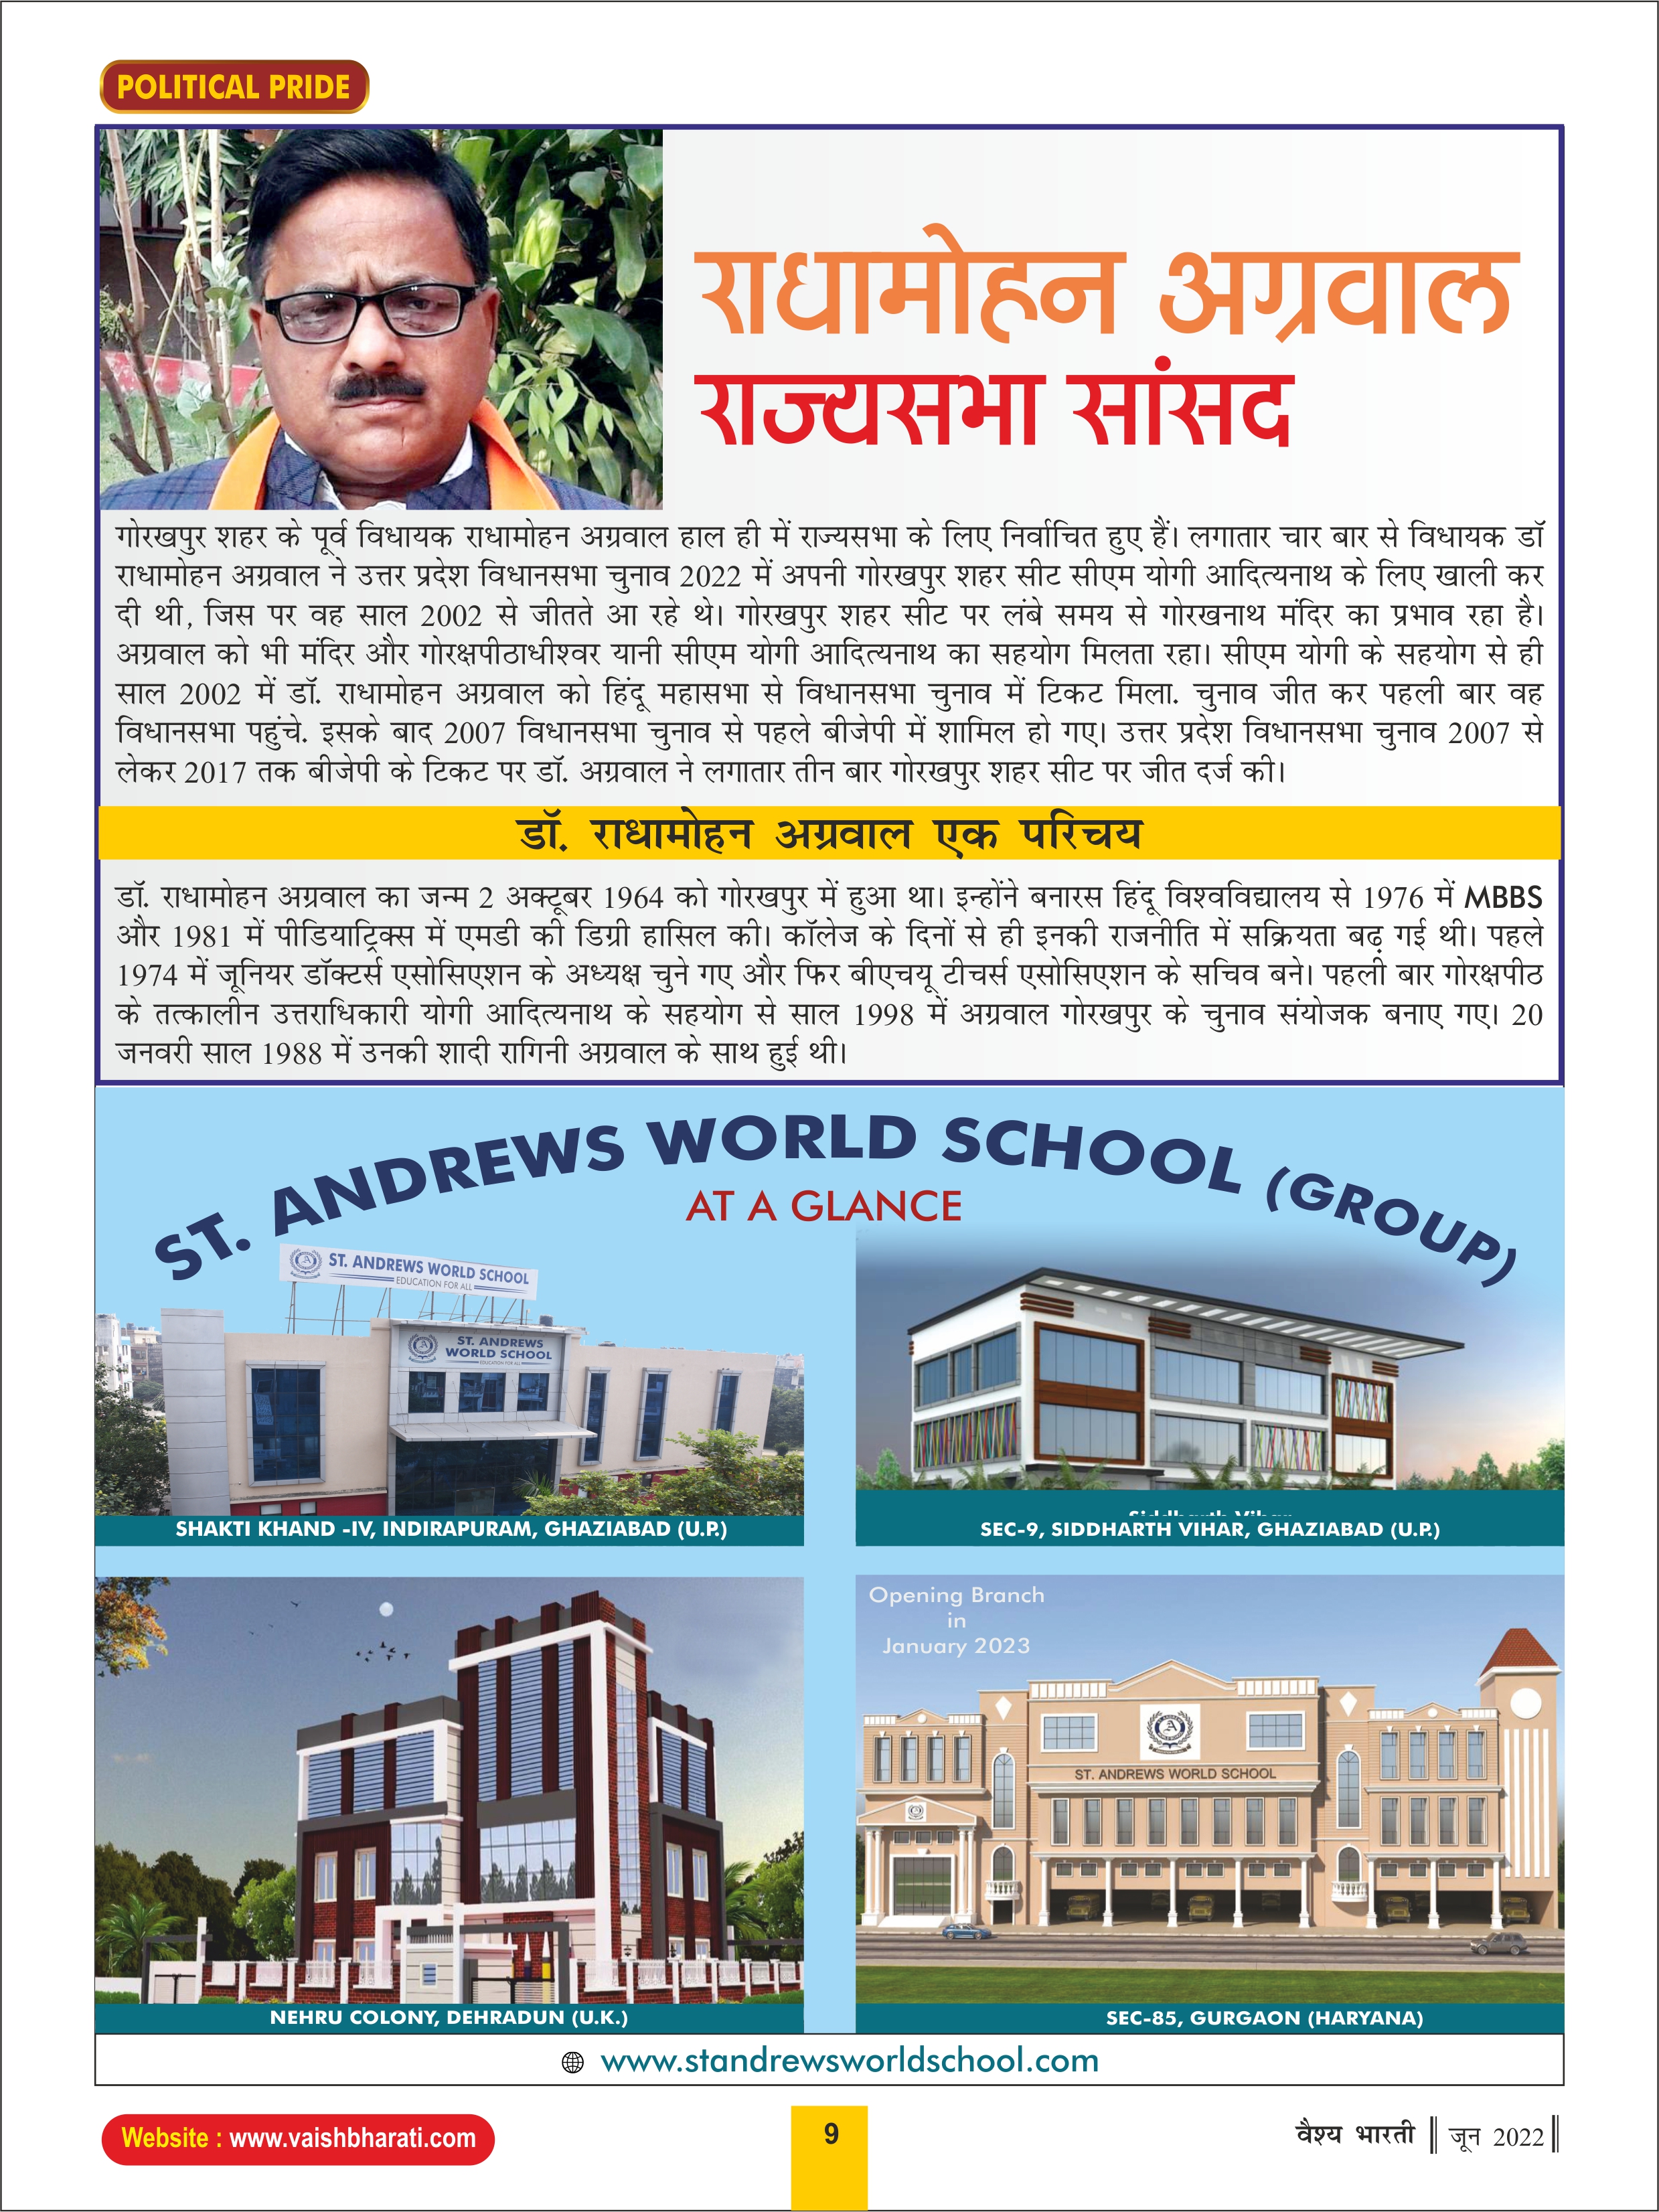 POLITICAL PRIDE
राधामोहन अग्रवाल
राज्यसभा सांसद
गोरखपुर शहर के पूर्व विधायक राधामोहन अग्रवाल हाल ही में राज्यसभा के लिए निर्वाचित हुए हैं। लगातार चार बार से विधायक डॉ
राधामोहन अग्रवाल ने उत्तर प्रदेश विधानसभा चुनाव 2022 में अपनी गोरखपुर शहर सीट सीएम योगी आदित्यनाथ के लिए खाली कर
दी थी, जिस पर वह साल 2002 से जीतते आ रहे थे। गोरखपुर शहर सीट पर लंबे समय से गोरखनाथ मंदिर का प्रभाव रहा है।
अग्रवाल को भी मंदिर और गोरक्षपीठाधीश्वर यानी सीएम योगी आदित्यनाथ का सहयोग मिलता रहा। सीएम योगी के सहयोग से ही
साल 2002 में डॉ. राधामोहन अग्रवाल को हिंदू महासभा से विधानसभा चुनाव में टिकट मिला. चुनाव जीत कर पहली बार वह
विधानसभा पहुंचे. इसके बाद 2007 विधानसभा चुनाव से पहले बीजेपी में शामिल हो गए। उत्तर प्रदेश विधानसभा चुनाव 2007 से
लेकर 2017 तक बीजेपी के टिकट पर डॉ. अग्रवाल ने लगातार तीन बार गोरखपुर शहर सीट पर जीत दर्ज की।
डॉ. राधामोहन अग्रवाल एक परिचय
डॉ. राधामोहन अग्रवाल का जन्म 2 अक्टूबर 1964 को गोरखपुर में हुआ था। इन्होंने बनारस हिंदू विश्वविद्यालय से 1976 में MBBS
और 1981 में पीडियाट्रिक्स में एमडी की डिग्री हासिल की। कॉलेज के दिनों से ही इनकी राजनीति में सक्रियता बढ़ गई थी। पहले
1974 में जूनियर डॉक्टर्स एसोसिएशन के अध्यक्ष चुने गए और फिर बीएचयू टीचर्स एसोसिएशन के सचिव बने। पहली बार गोरक्षपीठ
के तत्कालीन उत्तराधिकारी योगी आदित्यनाथ के सहयोग से साल 1998 में अग्रवाल गोरखपुर के चुनाव संयोजक बनाए गए। 20
जनवरी साल 1988 में उनकी शादी रागिनी अग्रवाल के साथ हुई थी।
ST. ANDREWS WORLD SCHOOL (GROUP)
AT A GLANCE
ST. ANDREWS WORLD SCHOOL
EDUCATION FOR ALL
ST. ANDREWS
WORLD SCHOOL
EDUCATION FOR ALL
SHAKTI KHAND -IV, INDIRAPURAM, GHAZIABAD (U.P.)
Siddharth Vihar
SEC-9, SIDDHARTH VIHAR, GHAZIABAD (U.P.)
Opening Branch
in
January 2023
ST. ANDREWS WORLD SCHOOL
NEHRU COLONY, DEHRADUN (U.K.)
SEC-85, GURGAON (HARYANA)
www.standrewsworldschool.com
Website : www.vaishbharati.com
9
वैश्य भारती || जून 2022 ||